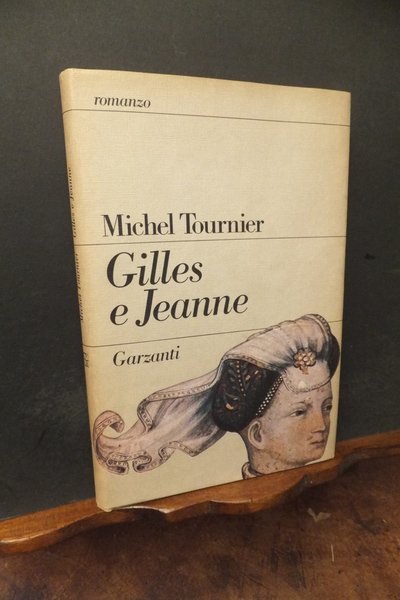 romanzo
Michel Tournier
Gilles
e Jeanne
Garzanti